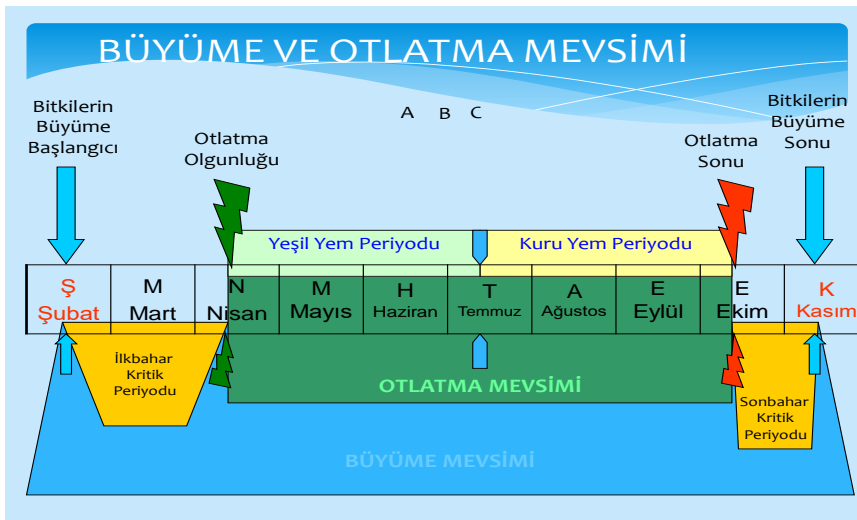 BÜYÜME VE OTLATMA MEVSİMİ
Bitkilerin
Büyüme
Başlangıcı
Otlatma
Olgunluğu
A B C
Otlatma
Sonu
Bitkilerin
Büyüme
Sonu
Yeşil Yem Periyodu
Kuru Yem Periyodu
Ş
Şubat
M
Mart
N
Nisan
M
Mayıs
H
Haziran
T
Temmuz
A
Ağustos
E
Eylül
E
Ekim
K
Kasım
İlkbahar
Kritik
Periyodu
OTLATMA MEVSİMİ
Sonbahar
Kritik
Periyodu
BÜYÜME MEVSİMİ